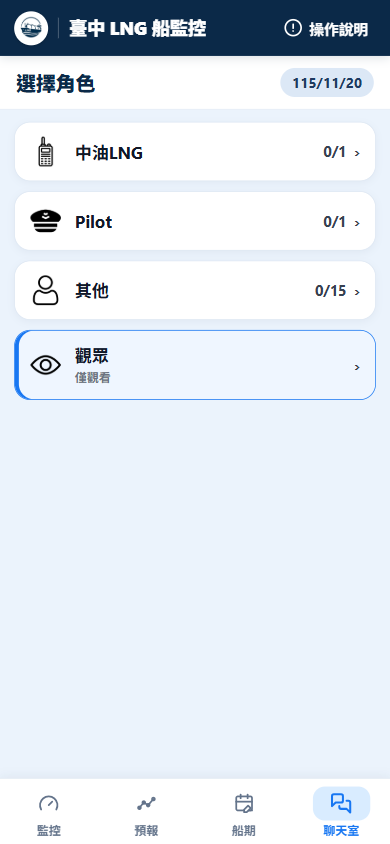 臺中 LNG 船監控
操作說明
選擇角色
115/11/20
中油LNG
0/1
Pilot
0/1
其他
0/15
觀眾
僅觀看
監控
預報
船期
聊天室